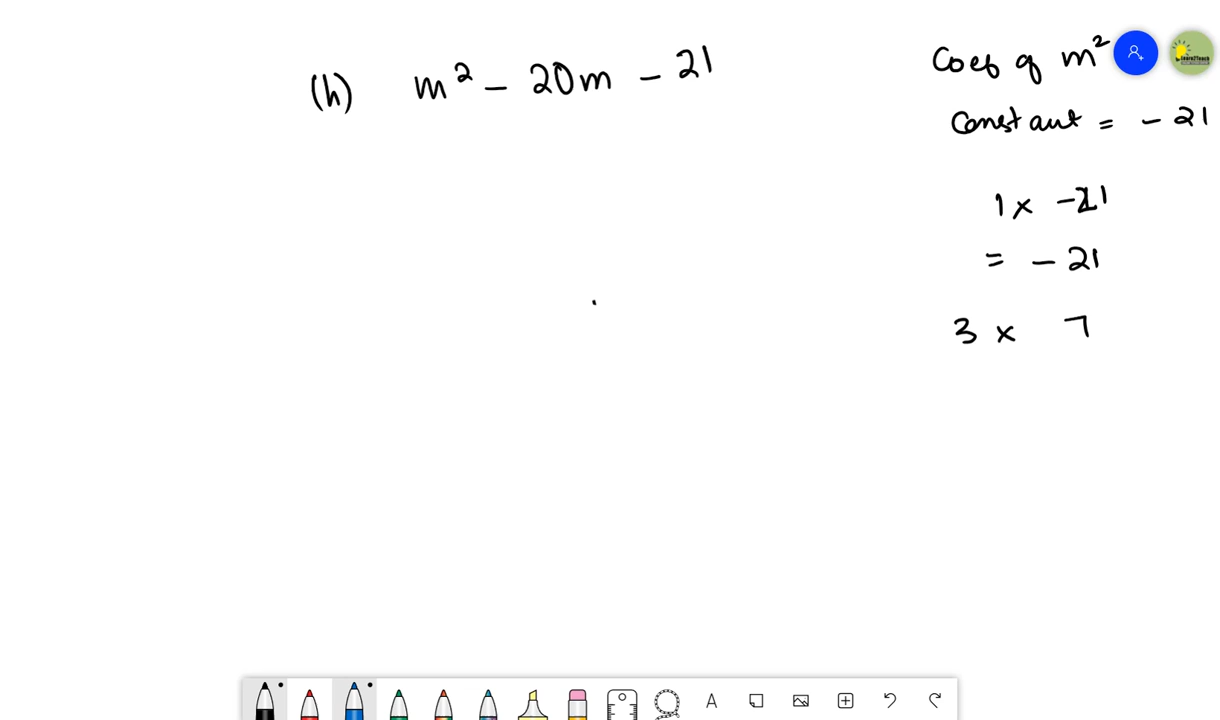 (h) m² - 20m - 21
Coef of m²
Constant = - 21
1 x -21
= - 21
3 x 7
A